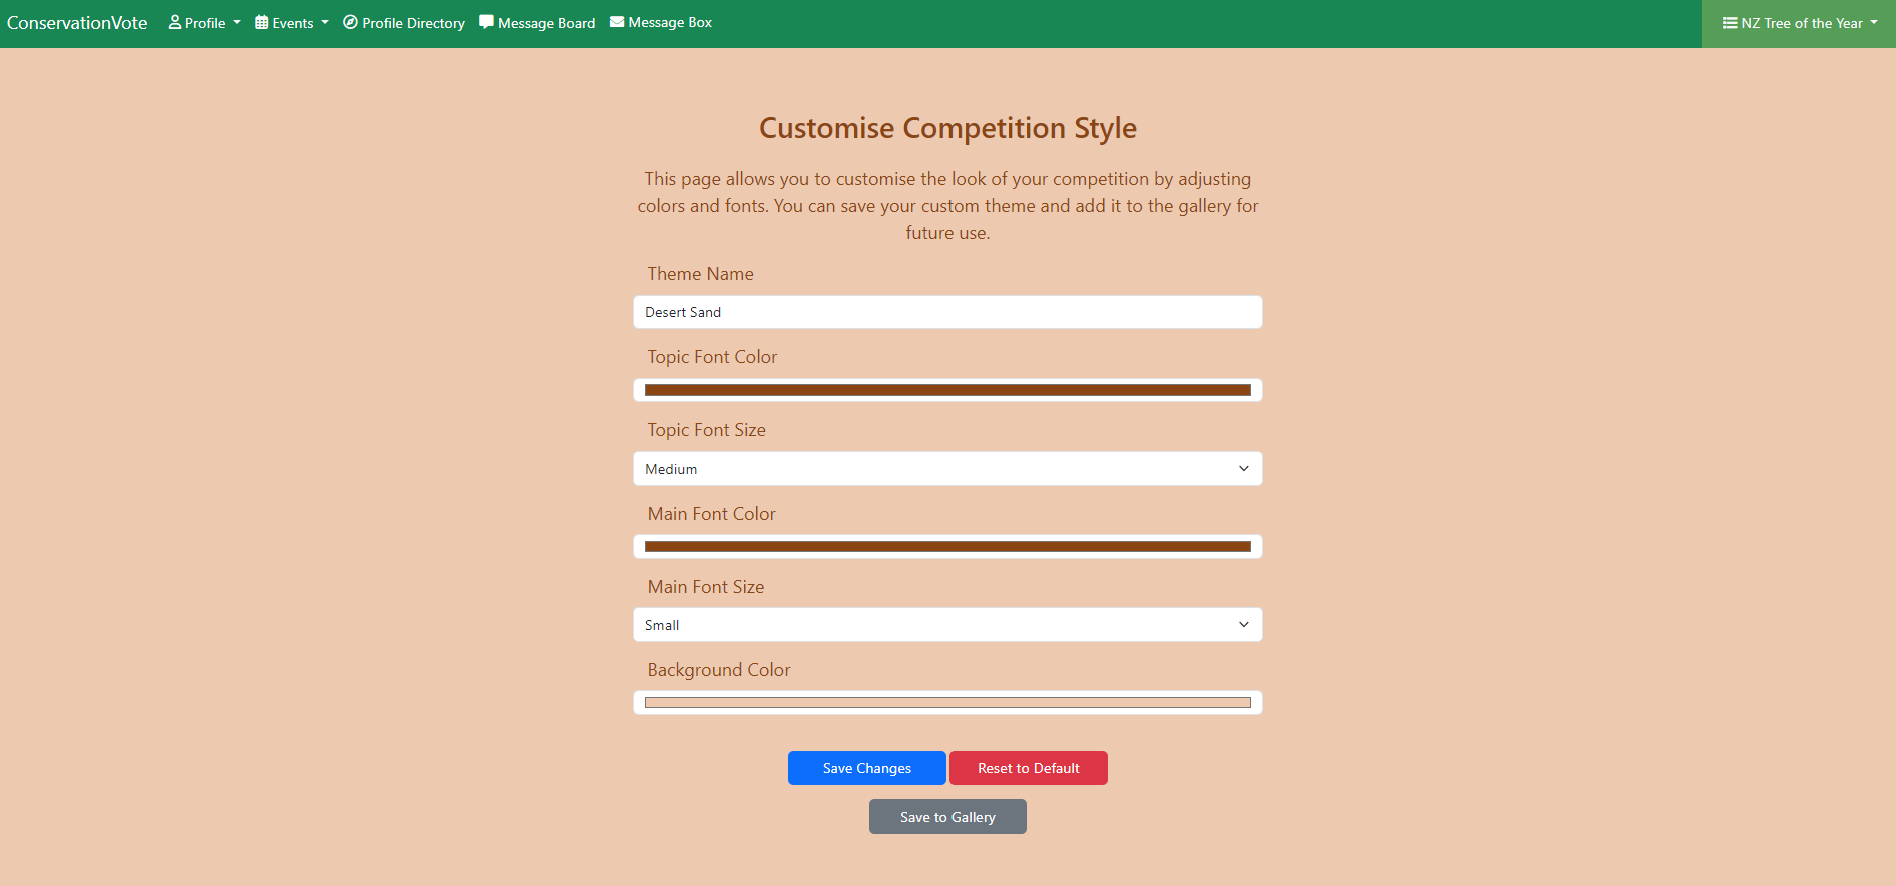 ConservationVote Profile Events Profile Directory Message Board Message Box NZ Tree of the Year
Customise Competition Style
This page allows you to customise the look of your competition by adjusting
colors and fonts. You can save your custom theme and add it to the gallery for
future use.
Theme Name
Desert Sand
Topic Font Color
Topic Font Size
Medium
Main Font Color
Main Font Size
Small
Background Color
Save Changes Reset to Default
Save to Gallery